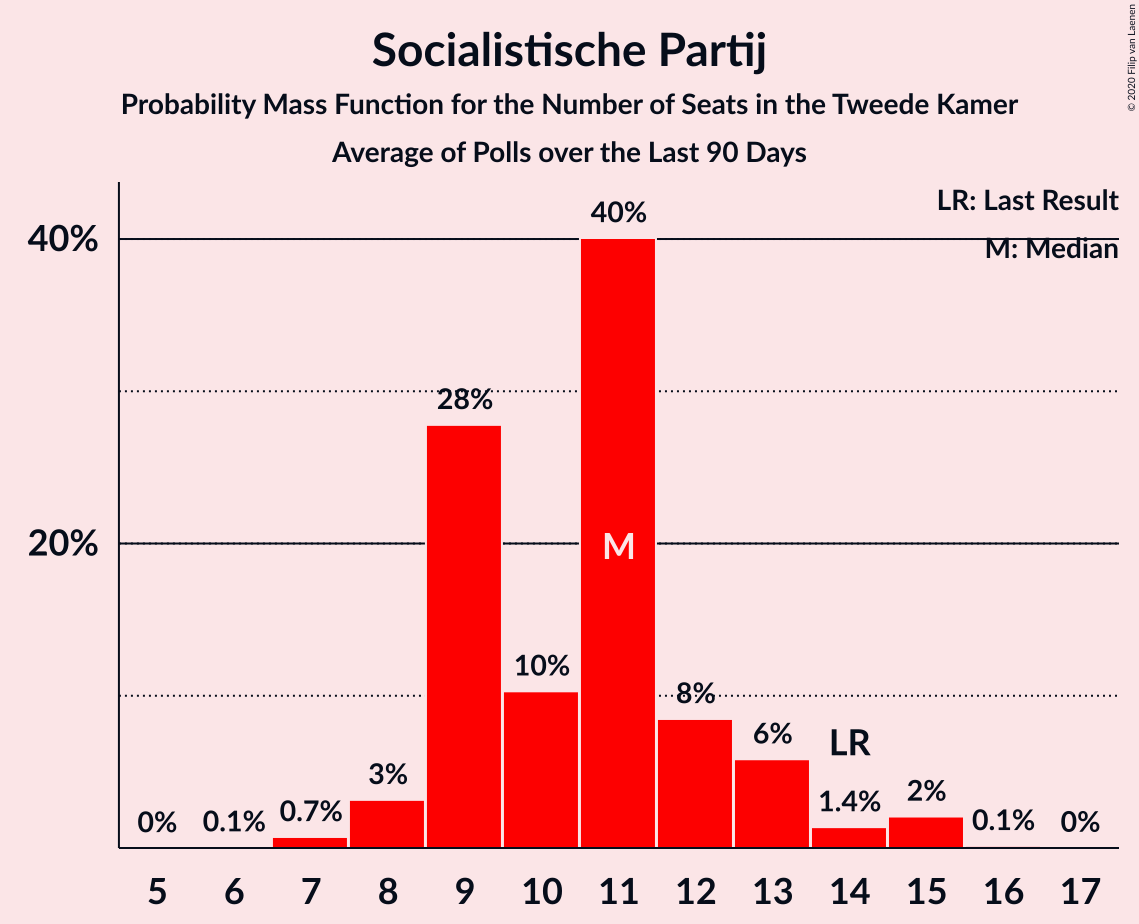 Socialistische Partij
Probability Mass Function for the Number of Seats in the Tweede Kamer
Average of Polls over the Last 90 Days
© 2020 Filip van Laenen
LR: Last Result
M: Median
40%
20%
0%
0.1%
0.7%
3%
28%
10%
40%
M
8%
6%
LR
1.4%
2%
0.1%
0%
5 6 7 8 9 10 11 12 13 14 15 16 17